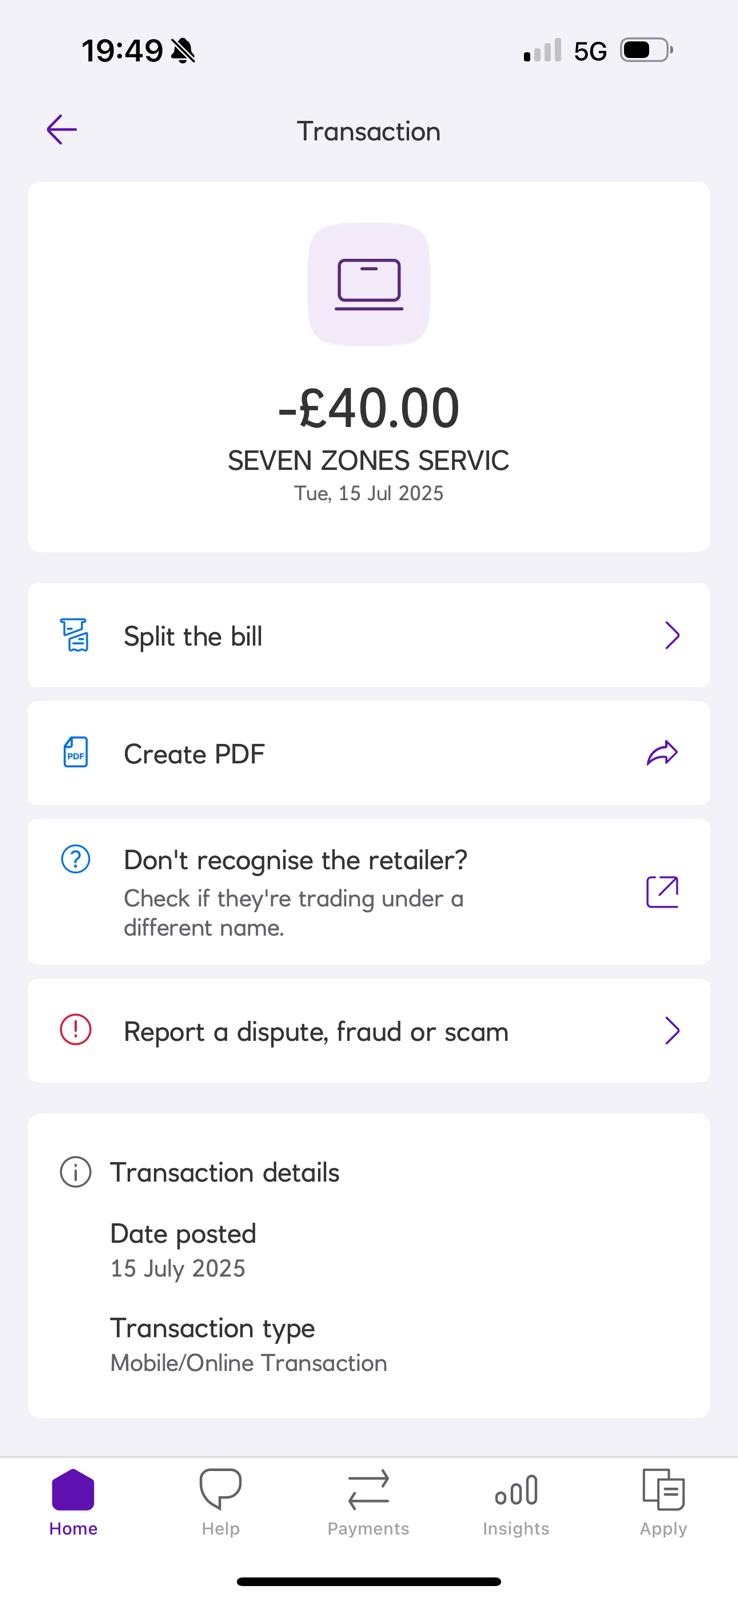 19:49
5G
Transaction
-£40.00
SEVEN ZONES SERVIC
Tue, 15 Jul 2025
Split the bill
PDF
Create PDF
Don't recognise the retailer?
Check if they're trading under a
different name.
Report a dispute, fraud or scam
Transaction details
Date posted
15 July 2025
Transaction type
Mobile/Online Transaction
Home
Help
Payments
Insights
Apply